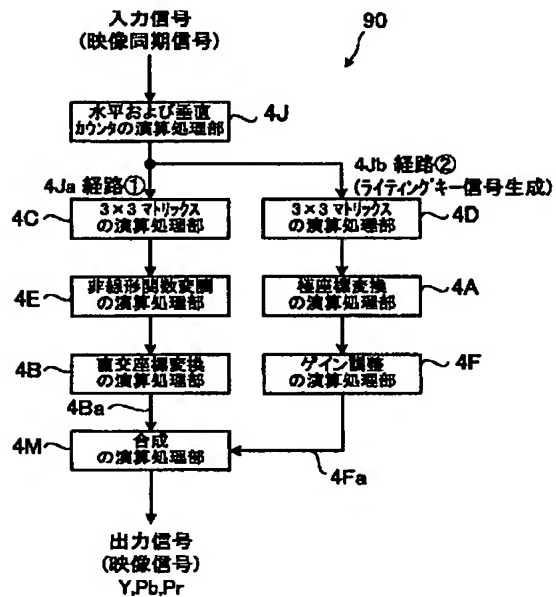 入力信号
(映像同期信号)
90
水平および垂直
カウンタの演算処理部
4J
4Ja 経路①
4Jb 経路②
(ライティングキー信号生成)
4C
3×3マトリックス
の演算処理部
3×3マトリックス
の演算処理部
4D
4E
非線形関数変調
の演算処理部
極座標変換
の演算処理部
4A
4B
直交座標変換
の演算処理部
ゲイン調整
の演算処理部
4F
4Ba
4M
合成
の演算処理部
4Fa
出力信号
(映像信号)
Y,Pb,Pr